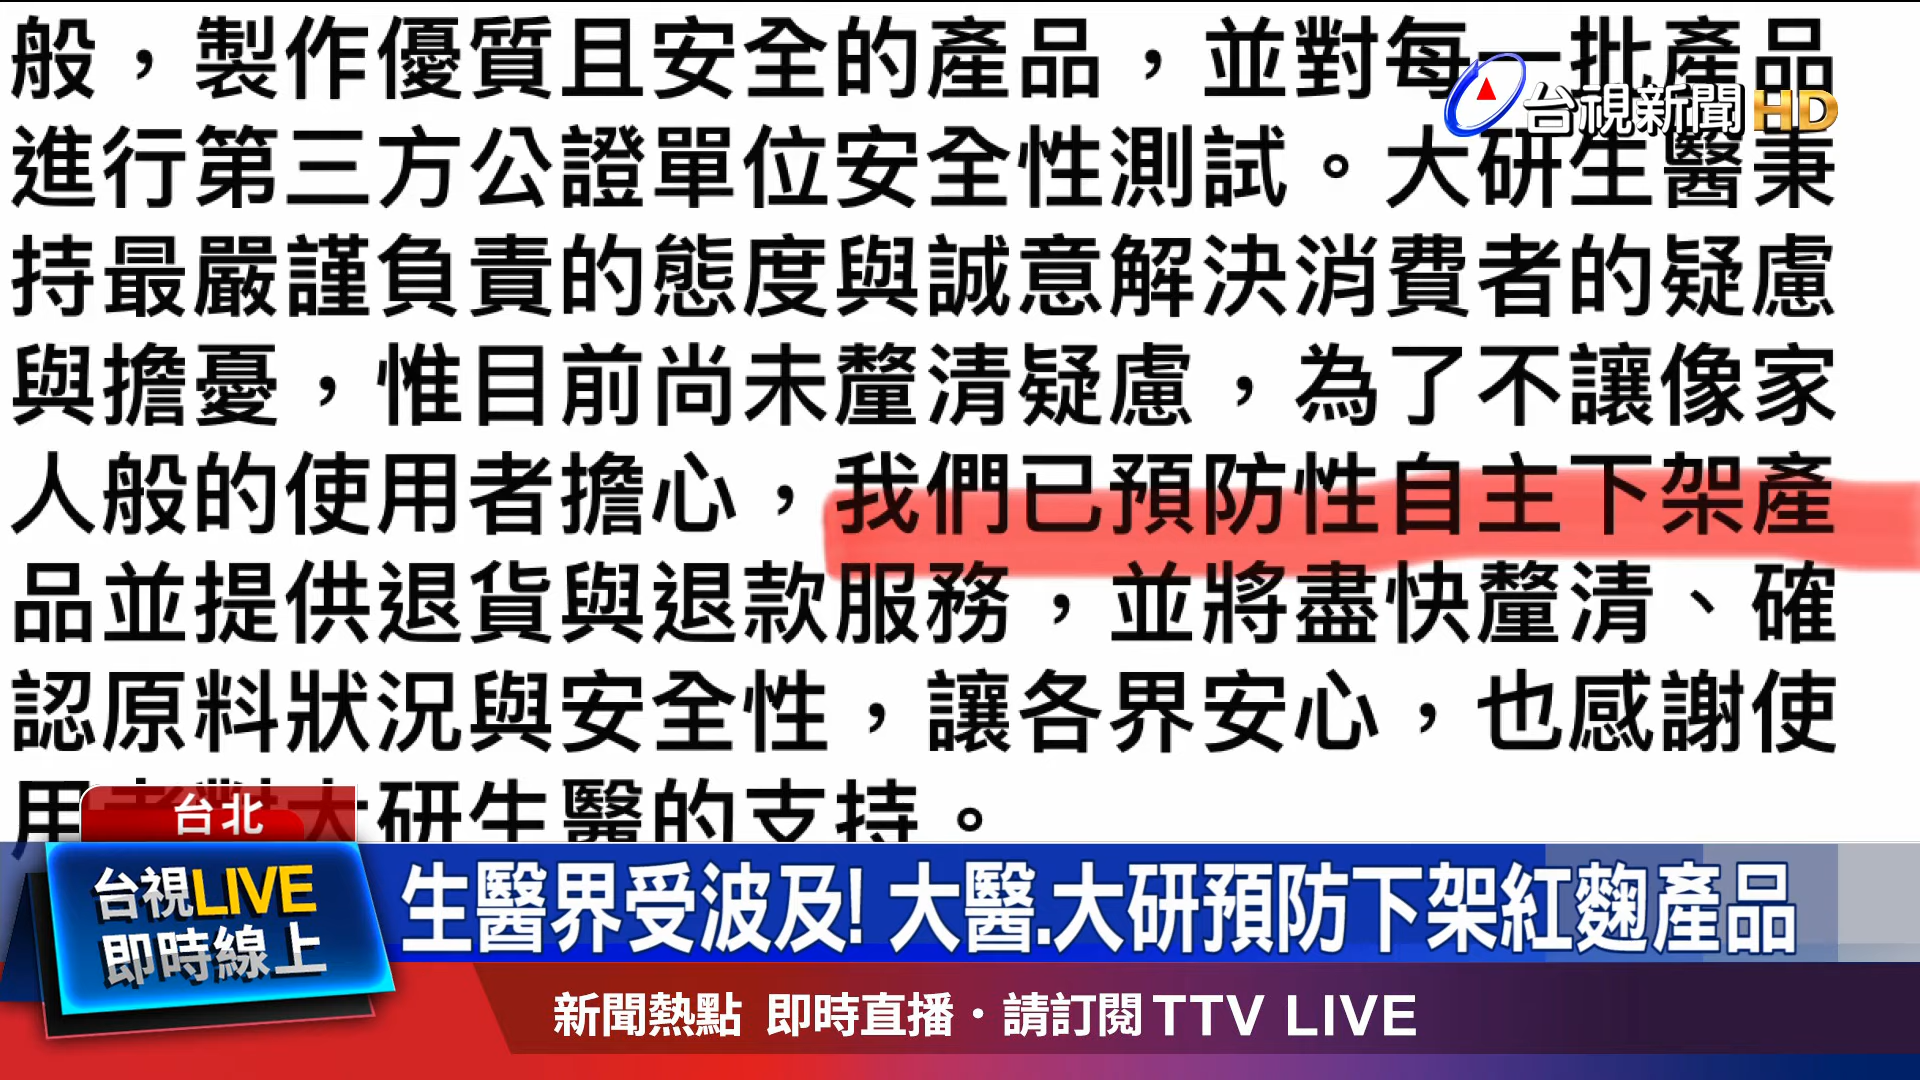 般，製作優質且安全的產品，並對每一批產品
台視新聞HD
進行第三方公證單位安全性測試。大研生醫秉
持最嚴謹負責的態度與誠意解決消費者的疑慮
與擔憂，惟目前尚未釐清疑慮，為了不讓像家
人般的使用者擔心，我們已預防性自主下架產
品並提供退貨與退款服務，並將盡快釐清、確
認原料狀況與安全性，讓各界安心，也感謝使
用者對大研生醫的支持。
台北
台視LIVE
即時線上
生醫界受波及! 大醫.大研預防下架紅麴產品
新聞熱點 即時直播・請訂閱TTV LIVE